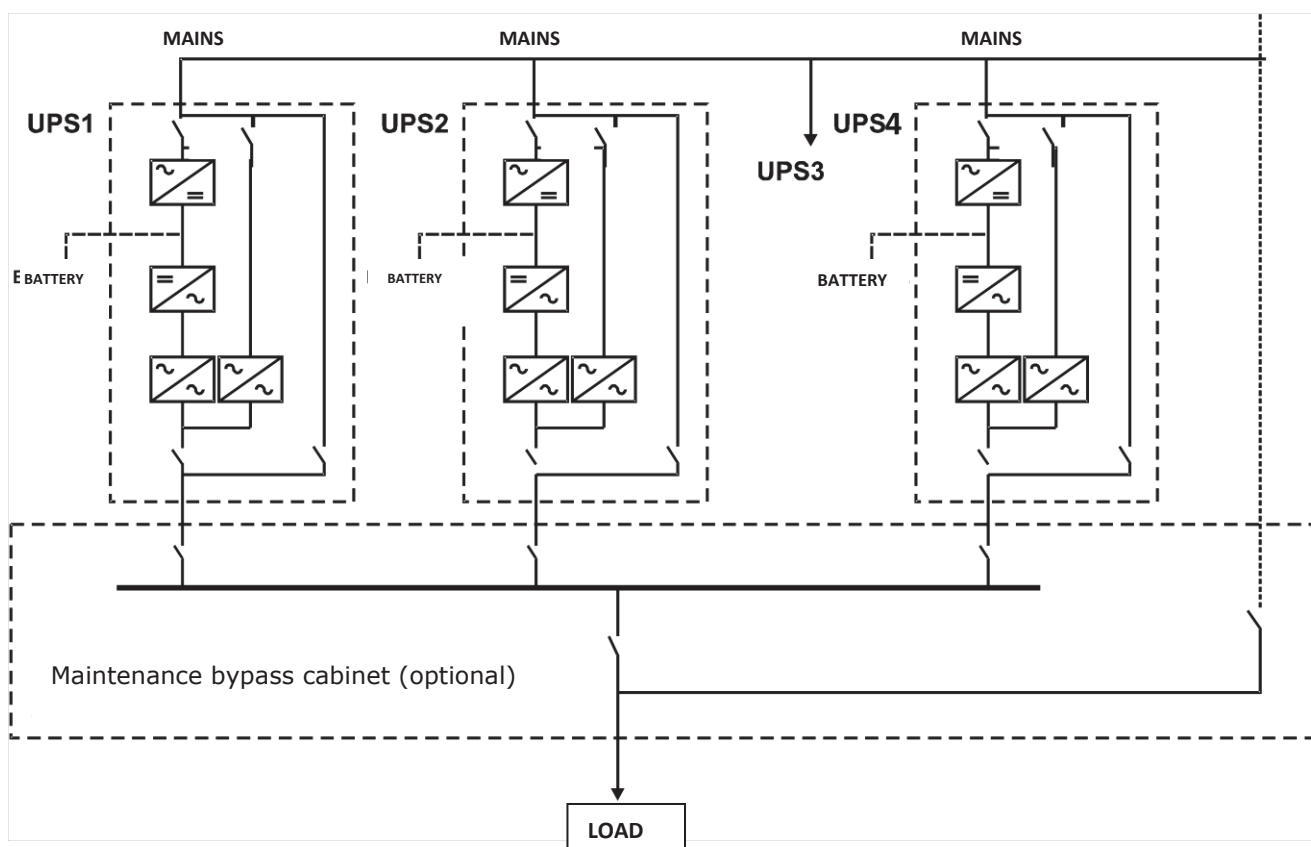 MAINS MAINS MAINS
UPS1 UPS2 UPS4
UPS3
E BATTERY BATTERY BATTERY
Maintenance bypass cabinet (optional)
LOAD